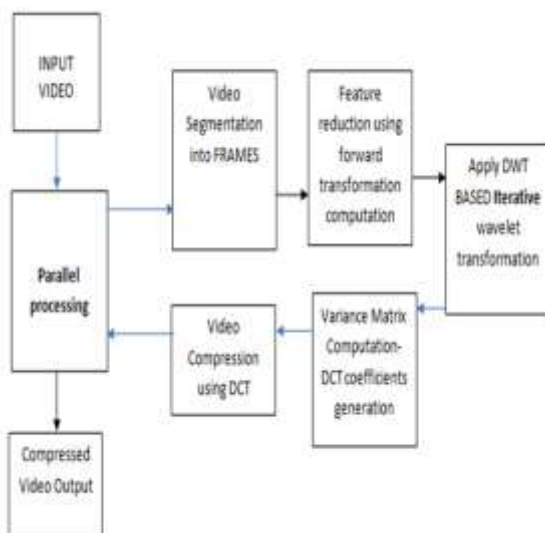 INPUT
VIDEO
Video
Segmentation
into FRAMES
Feature
reduction using
forward
transformation
computation
Apply DWT
BASED Iterative
wavelet
transformation
Parallel
processing
Video
Compression
using DCT
Variance Matrix
Computation-
DCT coefficients
generation
Compressed
Video Output